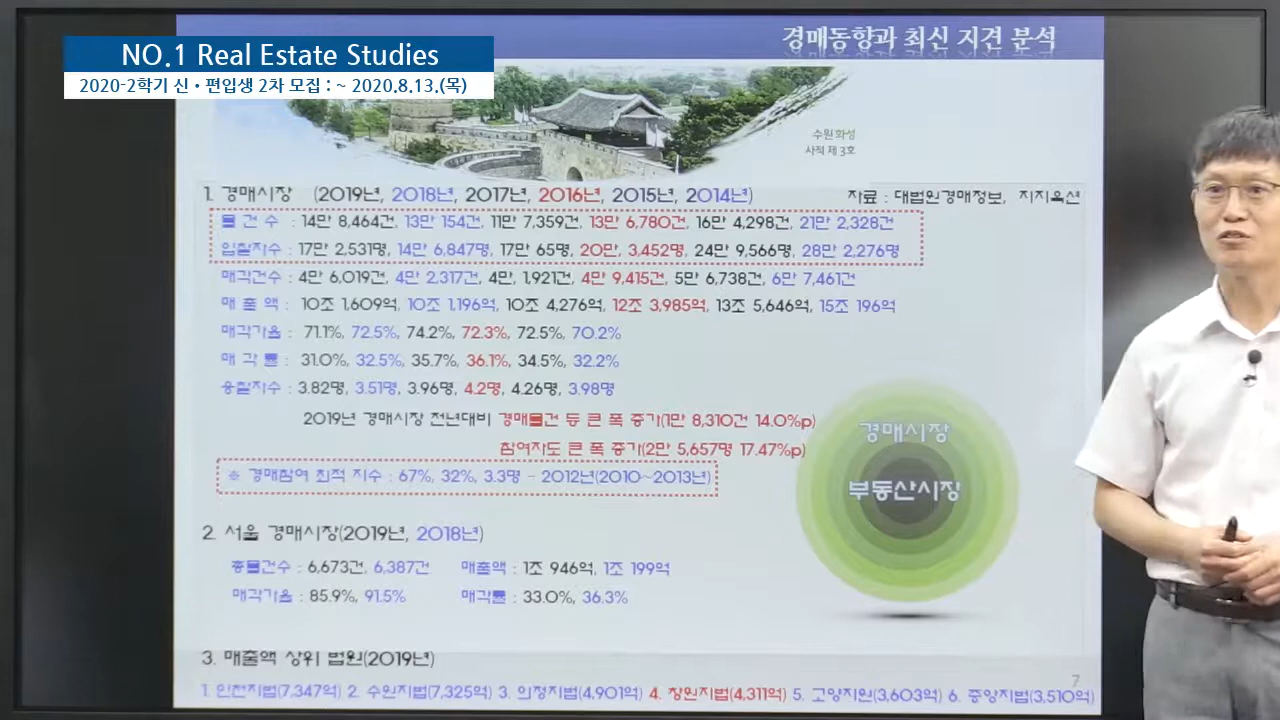 경매동향과 최신 지견 분석
NO.1 Real Estate Studies
2020-2학기 신・편입생 2차 모집 : ~ 2020.8.13.(목)
수원화성
사적 제3호
1. 경매시장 (2019년, 2018년, 2017년, 2016년, 2015년, 2014년)
자료 : 대법원경매정보, 지지옥션
물 건 수 : 14만 8,464건, 13만 154건, 11만 7,359건, 13만 6,780건, 16만 4,298건, 21만 2,328건
입찰자수 : 17만 2,531명, 14만 6,847명, 17만 65명, 20만, 3,452명, 24만 9,566명, 28만 2,276명
매각건수 : 4만 6,019건, 4만 2,317건, 4만, 1,921건, 4만 9,415건, 5만 6,738건, 6만 7,461건
매 출 액 : 10조 1,609억, 10조 1,196억, 10조 4,276억, 12조 3,985억, 13조 5,646억, 15조 196억
매각가율 : 71.1%, 72.5%, 74.2%, 72.3%, 72.5%, 70.2%
매 각 률 : 31.0%, 32.5%, 35.7%, 36.1%, 34.5%, 32.2%
응찰자수 : 3.82명, 3.51명, 3.96명, 4.2명, 4.26명, 3.98명
2019년 경매시장 전년대비 경매물건 등 큰 폭 증가(1만 8,310건 14.0%p)
참여자도 큰 폭 증가(2만 5,657명 17.47%p)
※ 경매참여 최적 지수 : 67%, 32%, 3.3명 - 2012년(2010~2013년)
경매시장
부동산시장
2. 서울 경매시장(2019년, 2018년)
총물건수 : 6,673건, 6,387건 매출액 : 1조 946억, 1조 199억
매각가율 : 85.9%, 91.5% 매각률 : 33.0%, 36.3%
3. 매출액 상위 법원(2019년)
7
1. 인천지법(7,347억) 2. 수원지법(7,325억) 3. 의정지법(4,901억) 4. 창원지법(4,311억) 5. 고양지원(3,603억) 6. 중앙지법(3,510억)